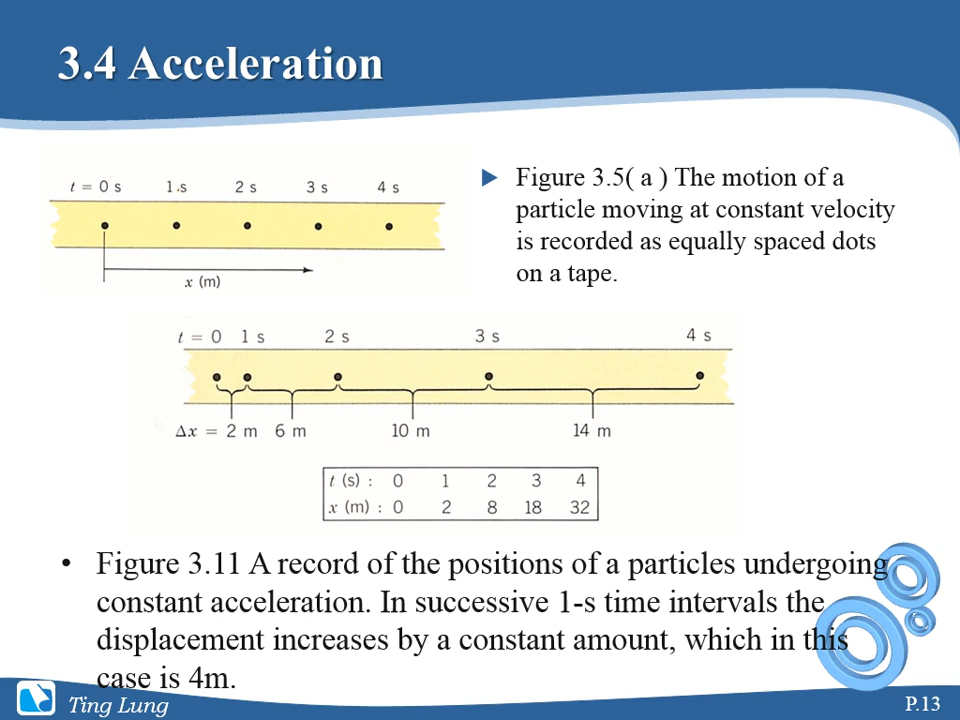 3.4 Acceleration
t = 0 s 1 s 2 s 3 s 4 s
x (m)
Figure 3.5( a ) The motion of a
particle moving at constant velocity
is recorded as equally spaced dots
on a tape.
t = 0 1 s 2 s 3 s 4 s
Δx = 2 m 6 m 10 m 14 m
t (s) : 0 1 2 3 4
x (m) : 0 2 8 18 32
• Figure 3.11 A record of the positions of a particles undergoing
constant acceleration. In successive 1-s time intervals the
displacement increases by a constant amount, which in this
case is 4m.
Ting Lung
P.13